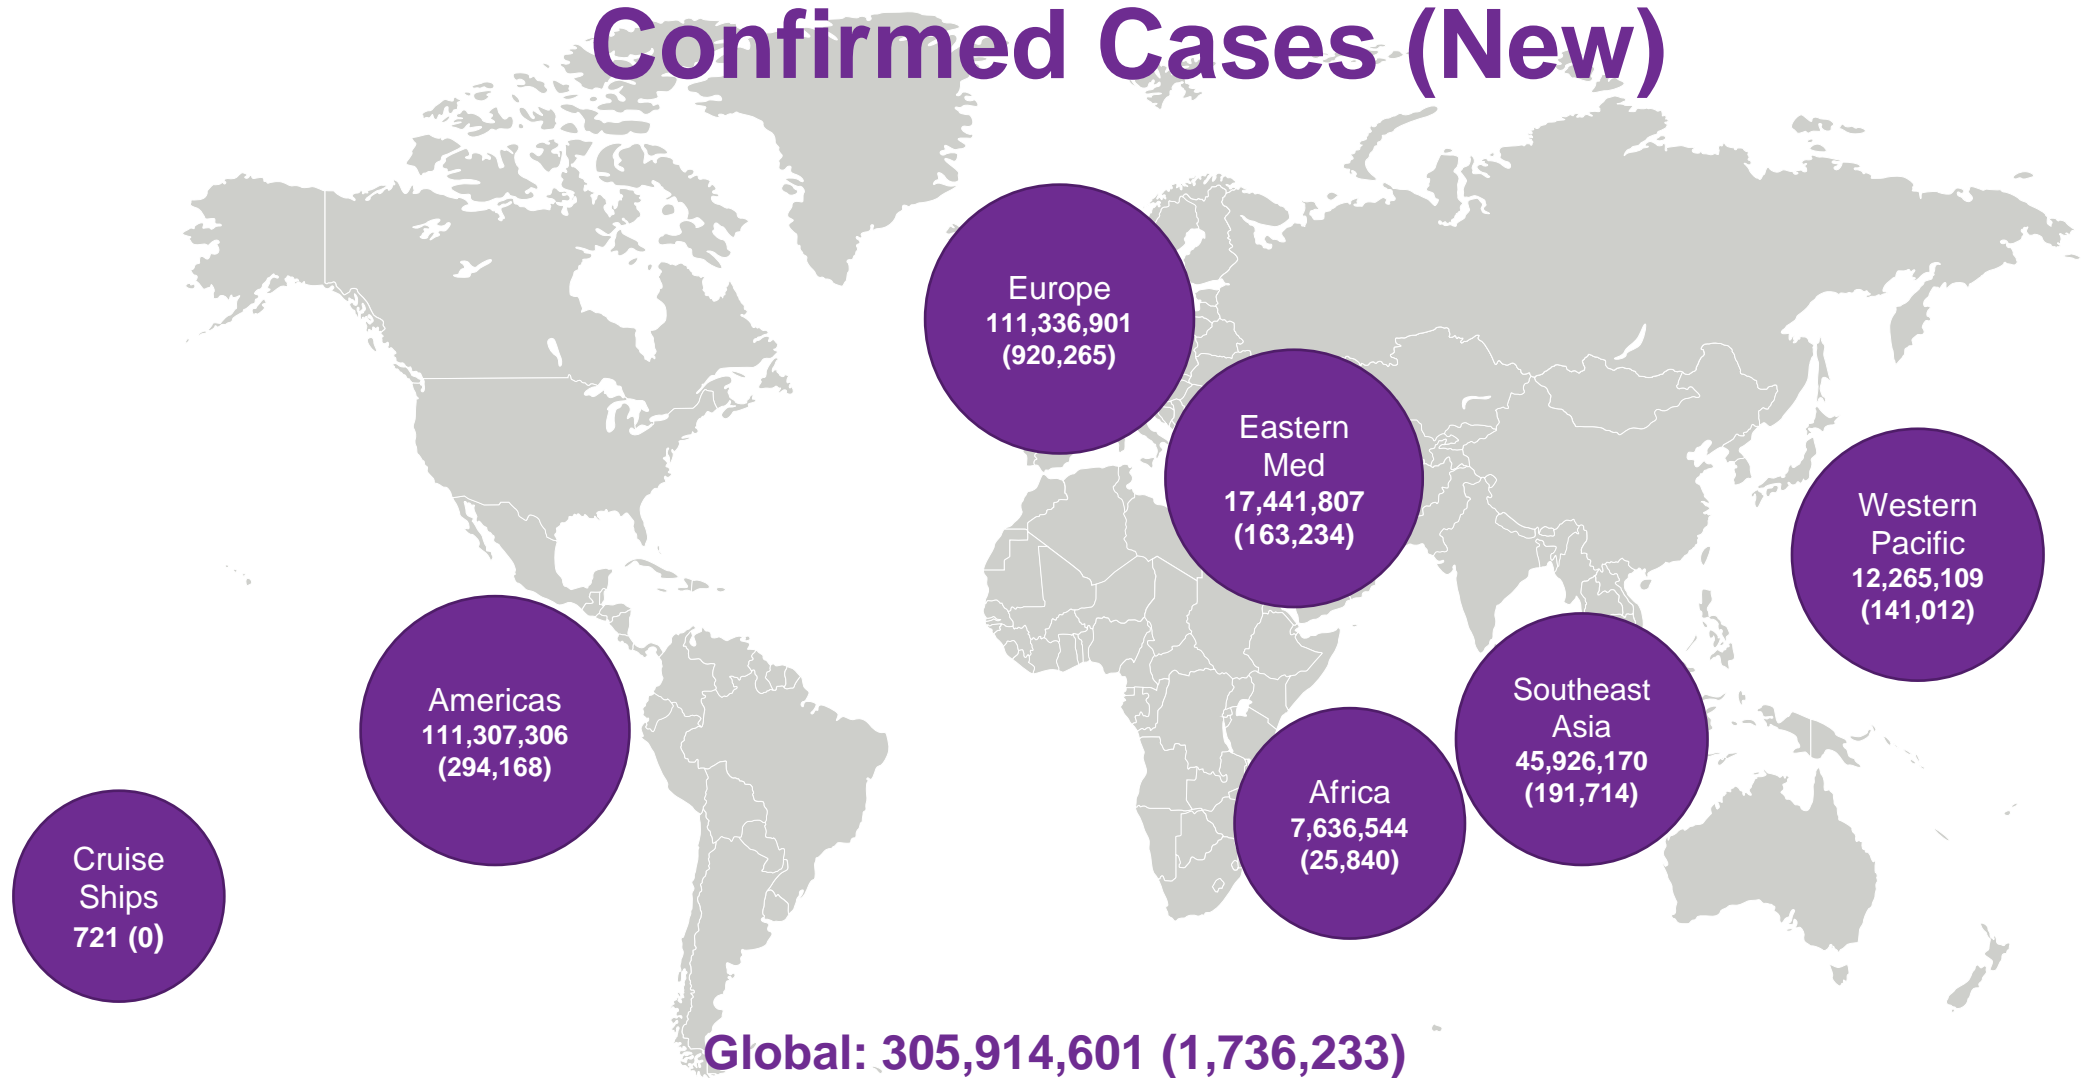 Confirmed Cases (New)
Europe
111,336,901
(920,265)
Eastern
Med
17,441,807
(163,234)
Western
Pacific
12,265,109
(141,012)
Americas
111,307,306
(294,168)
Southeast
Asia
45,926,170
(191,714)
Africa
7,636,544
(25,840)
Cruise
Ships
721 (0)
Global: 305,914,601 (1,736,233)